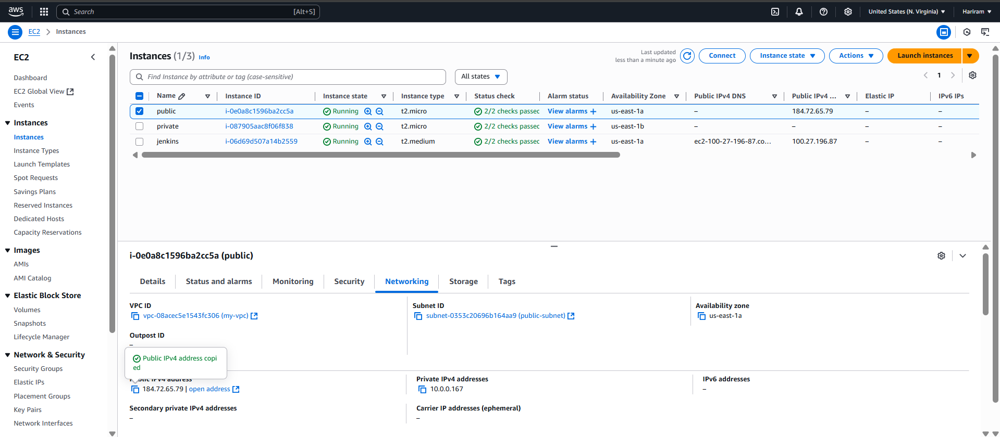 aws
Search [Alt+S]
United States (N. Virginia) Hariram
EC2 Instances
EC2
Dashboard
EC2 Global View
Events
Instances
Instances
Instance Types
Launch Templates
Spot Requests
Savings Plans
Reserved Instances
Dedicated Hosts
Capacity Reservations
Images
AMIs
AMI Catalog
Elastic Block Store
Volumes
Snapshots
Lifecycle Manager
Network & Security
Security Groups
Elastic IPs
Placement Groups
Key Pairs
Network Interfaces
Instances (1/3) Info
Last updated
less than a minute ago
Connect
Instance state
Actions
Launch instances
Find Instance by attribute or tag (case-sensitive)
All states
1
Name Instance ID Instance state Instance type Status check Alarm status Availability Zone Public IPv4 DNS Public IPv4 ... Elastic IP IPv6 IPs
public i-0e0a8c1596ba2cc5a Running t2.micro 2/2 checks passec View alarms + us-east-1a – 184.72.65.79 – –
private i-087905aac8f06f838 Running t2.micro 2/2 checks passec View alarms + us-east-1b – – – –
jenkins i-06d69d507a14b2559 Running t2.medium 2/2 checks passec View alarms + us-east-1a ec2-100-27-196-87.co... 100.27.196.87 – –
i-0e0a8c1596ba2cc5a (public)
Details Status and alarms Monitoring Security Networking Storage Tags
VPC ID
vpc-08acec5e1543fc306 (my-vpc)
Subnet ID
subnet-0353c20696b164aa9 (public-subnet)
Availability zone
us-east-1a
Outpost ID
–
Public IPv4 address copi
ed
Public IPv4 address
184.72.65.79 | open address
Private IPv4 addresses
10.0.0.167
IPv6 addresses
–
Secondary private IPv4 addresses
–
Carrier IP addresses (ephemeral)
–